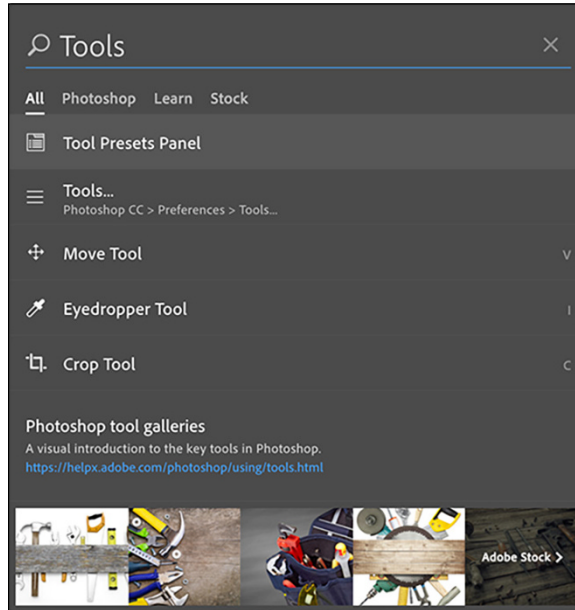 Tools
All Photoshop Learn Stock
Tool Presets Panel
Tools...
Photoshop CC > Preferences > Tools...
Move Tool V
Eyedropper Tool I
Crop Tool C
Photoshop tool galleries
A visual introduction to the key tools in Photoshop.
https://helpx.adobe.com/photoshop/using/tools.html
Adobe Stock >